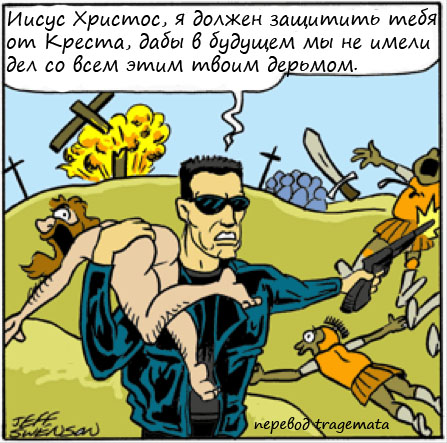 Иисус Христос, я должен защитить тебя
от Креста, дабы в будущем мы не имели
дел со всем этим твоим дерьмом.
JEFF
SWENSON
перевод tragemata